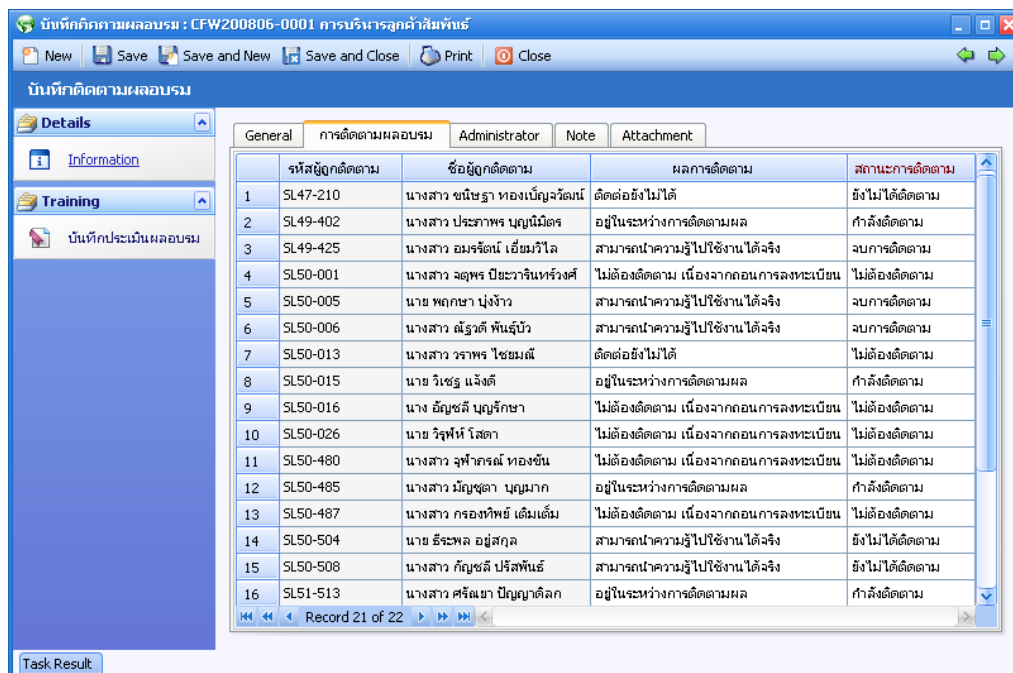 บันทึกติดตามผลอบรม : CFW200806-0001 การบริหารลูกค้าสัมพันธ์
New Save Save and New Save and Close Print Close
บันทึกติดตามผลอบรม
Details
Information
Training
บันทึกประเมินผลอบรม
General การติดตามผลอบรม Administrator Note Attachment
รหัสผู้ถูกติดตาม ชื่อผู้ถูกติดตาม ผลการติดตาม สถานะการติดตาม
1 SL47-210 นางสาว ขนิษฐา ทองเบ็ญจวัฒน์ ติดต่อยังไม่ได้ ยังไม่ได้ติดตาม
2 SL49-402 นางสาว ประภาพร บุญนิมิตร อยู่ในระหว่างการติดตามผล กำลังติดตาม
3 SL49-425 นางสาว อมรรัตน์ เอี่ยมวิไล สามารถนำความรู้ไปใช้งานได้จริง จบการติดตาม
4 SL50-001 นางสาว จตุพร ปิยะวารินทร์วงศ์ ไม่ต้องติดตาม เนื่องจากถอนการลงทะเบียน ไม่ต้องติดตาม
5 SL50-005 นาย พฤกษา บุ่งง้าว สามารถนำความรู้ไปใช้งานได้จริง จบการติดตาม
6 SL50-006 นางสาว ณัฐวดี พันธุ์บัว สามารถนำความรู้ไปใช้งานได้จริง จบการติดตาม
7 SL50-013 นางสาว วราพร ไชยมณี ติดต่อยังไม่ได้ ไม่ต้องติดตาม
8 SL50-015 นาย วิเชฐ แจ้งดี อยู่ในระหว่างการติดตามผล กำลังติดตาม
9 SL50-016 นาง อัญชลี บุญรักษา ไม่ต้องติดตาม เนื่องจากถอนการลงทะเบียน ไม่ต้องติดตาม
10 SL50-026 นาย วิรุฬห์ โสดา ไม่ต้องติดตาม เนื่องจากถอนการลงทะเบียน ไม่ต้องติดตาม
11 SL50-480 นางสาว จุฬาภรณ์ ทองขัน ไม่ต้องติดตาม เนื่องจากถอนการลงทะเบียน ไม่ต้องติดตาม
12 SL50-485 นางสาว มัญชุตา บุญมาก อยู่ในระหว่างการติดตามผล กำลังติดตาม
13 SL50-487 นางสาว กรองทิพย์ เติมเต็ม ไม่ต้องติดตาม เนื่องจากถอนการลงทะเบียน ไม่ต้องติดตาม
14 SL50-504 นาย ธีระพล อยู่สกุล สามารถนำความรู้ไปใช้งานได้จริง ยังไม่ได้ติดตาม
15 SL50-508 นางสาว กัญชลี ปรัสพันธ์ สามารถนำความรู้ไปใช้งานได้จริง ยังไม่ได้ติดตาม
16 SL51-513 นางสาว ศรัณยา ปัญญาดิลก อยู่ในระหว่างการติดตามผล กำลังติดตาม
Record 21 of 22
Task Result